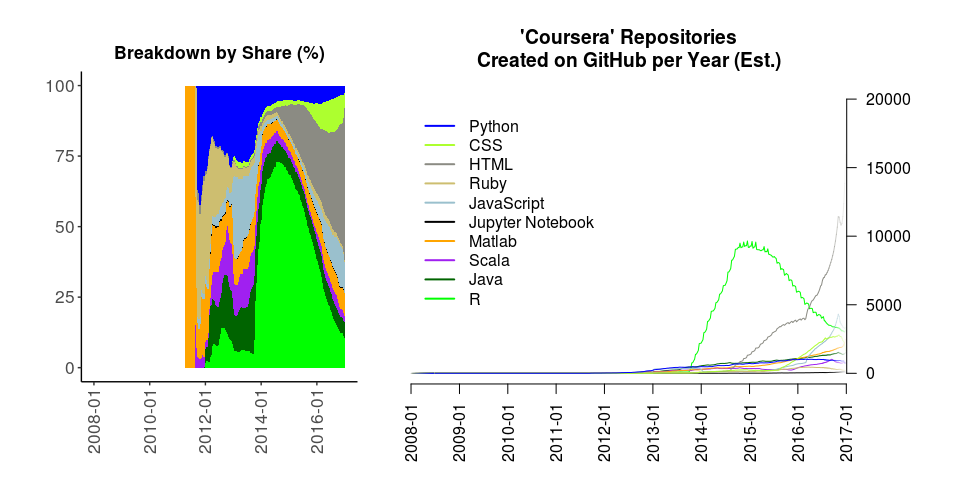 Breakdown by Share (%)
100
75
50
25
0
2008-01
2010-01
2012-01
2014-01
2016-01
'Coursera' Repositories
Created on GitHub per Year (Est.)
Python
CSS
HTML
Ruby
JavaScript
Jupyter Notebook
Matlab
Scala
Java
R
20000
15000
10000
5000
0
2008-01
2009-01
2010-01
2011-01
2012-01
2013-01
2014-01
2015-01
2016-01
2017-01